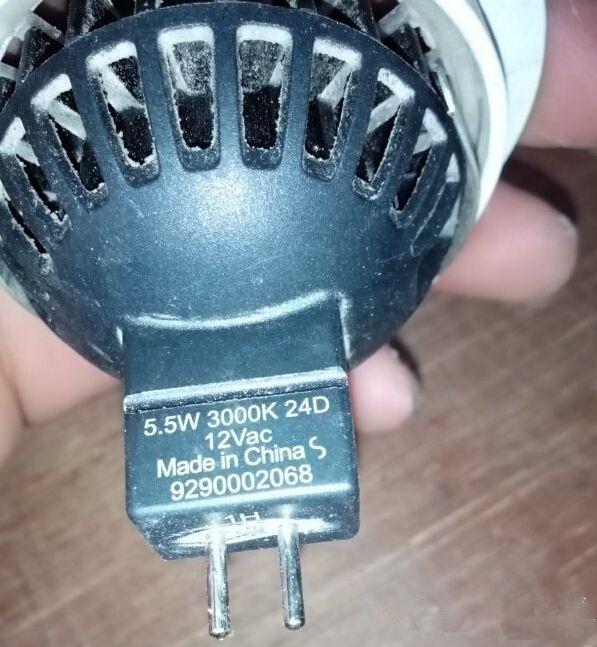 5.5W 3000K 24D
12Vac
Made in China S
9290002068